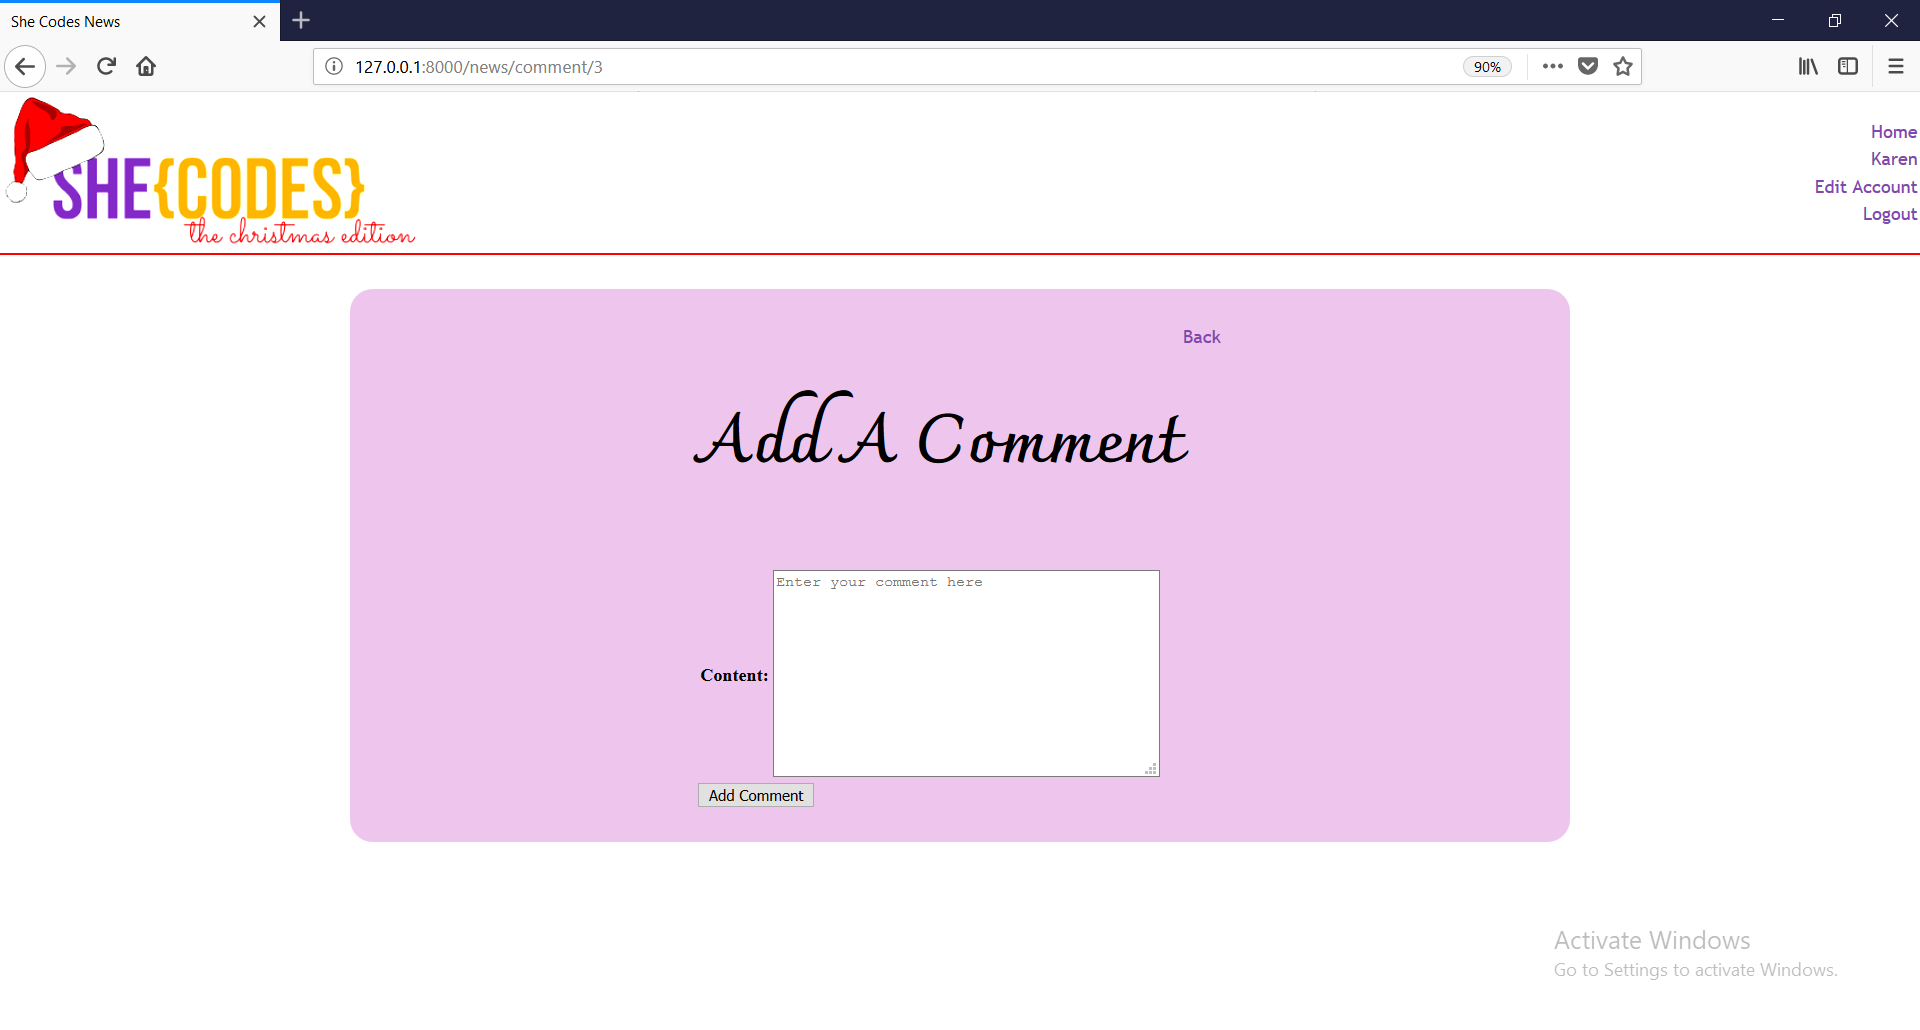 She Codes News
127.0.0.1:8000/news/comment/3
90%
SHE{CODES}
the christmas edition
Home
Karen
Edit Account
Logout
Back
Add A Comment
Enter your comment here
Content:
Add Comment
Activate Windows
Go to Settings to activate Windows.